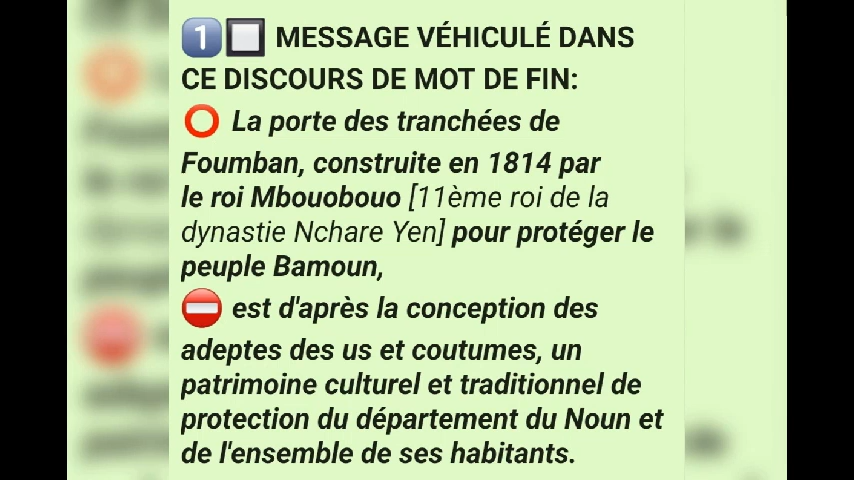 1️⃣🔲 MESSAGE VÉHICULÉ DANS
CE DISCOURS DE MOT DE FIN:
⭕ La porte des tranchées de
Foumban, construite en 1814 par
le roi Mbouobouo [11ème roi de la
dynastie Nchare Yen] pour protéger le
peuple Bamoun,
⛔ est d'après la conception des
adeptes des us et coutumes, un
patrimoine culturel et traditionnel de
protection du département du Noun et
de l'ensemble de ses habitants.